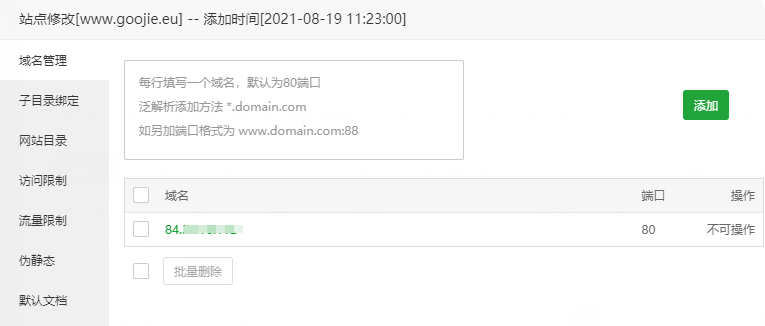 站点修改[www.goojie.eu] -- 添加时间[2021-08-19 11:23:00]
域名管理
子目录绑定
网站目录
访问限制
流量限制
伪静态
默认文档
每行填写一个域名，默认为80端口
泛解析添加方法 *.domain.com
如另加端口格式为 www.domain.com:88
添加
域名 端口 操作
84. 80 不可操作
批量删除